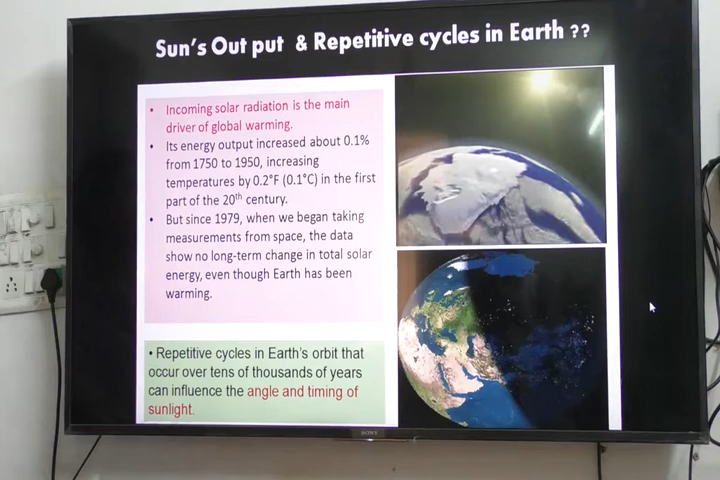 Sun's Out put & Repetitive cycles in Earth ??
• Incoming solar radiation is the main
driver of global warming.
• Its energy output increased about 0.1%
from 1750 to 1950, increasing
temperatures by 0.2°F (0.1°C) in the first
part of the 20th century.
• But since 1979, when we began taking
measurements from space, the data
show no long-term change in total solar
energy, even though Earth has been
warming.
• Repetitive cycles in Earth's orbit that
occur over tens of thousands of years
can influence the angle and timing of
sunlight.
SONY